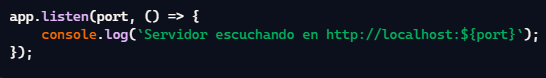 app.listen(port, () => {
    console.log(`Servidor escuchando en http://localhost:${port}`);
});